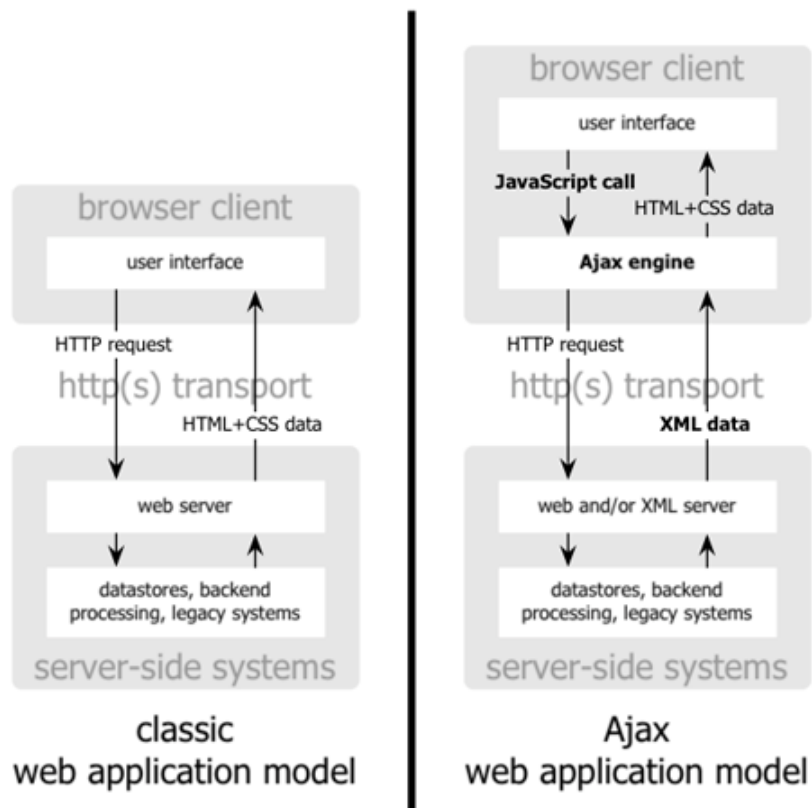 browser client
user interface
HTTP request
http(s) transport
HTML+CSS data
web server
datastores, backend
processing, legacy systems
server-side systems
classic
web application model
browser client
user interface
JavaScript call
HTML+CSS data
Ajax engine
HTTP request
http(s) transport
XML data
web and/or XML server
datastores, backend
processing, legacy systems
server-side systems
Ajax
web application model